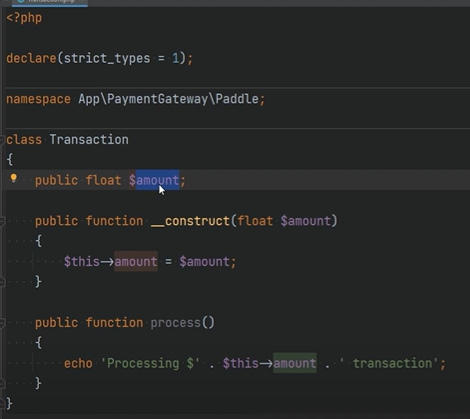 <?php
declare(strict_types = 1);
namespace App\PaymentGateway\Paddle;
class Transaction
{
public float $amount;
public function __construct(float $amount)
{
$this->amount = $amount;
}
public function process()
{
echo 'Processing $' . $this->amount . ' transaction';
}
}